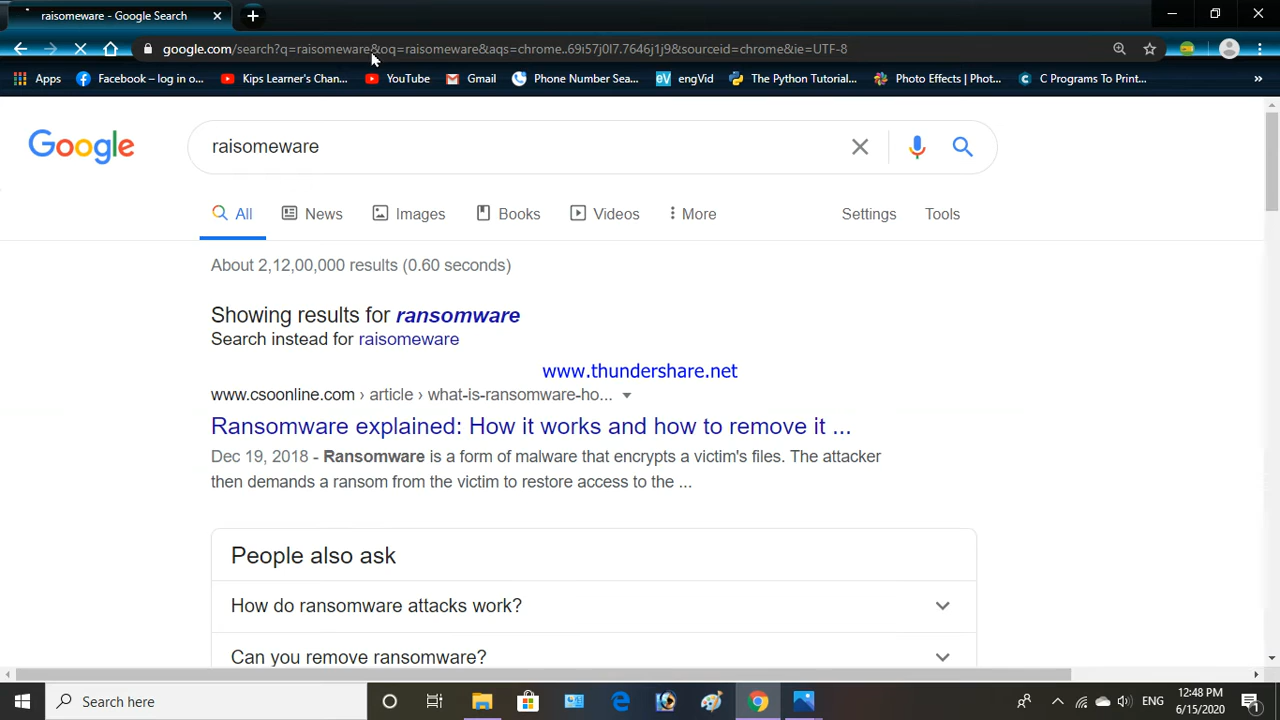 raisomeware - Google Search
google.com/search?q=raisomeware&oq=raisomeware&aqs=chrome..69i57j0l7.7646j1j9&sourceid=chrome&ie=UTF-8
Apps Facebook – log in o... Kips Learner's Chan... YouTube Gmail Phone Number Sea... engVid The Python Tutorial... Photo Effects | Phot... C Programs To Print... »
Google raisomeware
All News Images Books Videos More Settings Tools
About 2,12,00,000 results (0.60 seconds)
Showing results for ransomware
Search instead for raisomeware
www.thundershare.net
www.csoonline.com › article › what-is-ransomware-ho...
Ransomware explained: How it works and how to remove it ...
Dec 19, 2018 - Ransomware is a form of malware that encrypts a victim's files. The attacker
then demands a ransom from the victim to restore access to the ...
People also ask
How do ransomware attacks work?
Can you remove ransomware?
Search here ENG 12:48 PM
6/15/2020